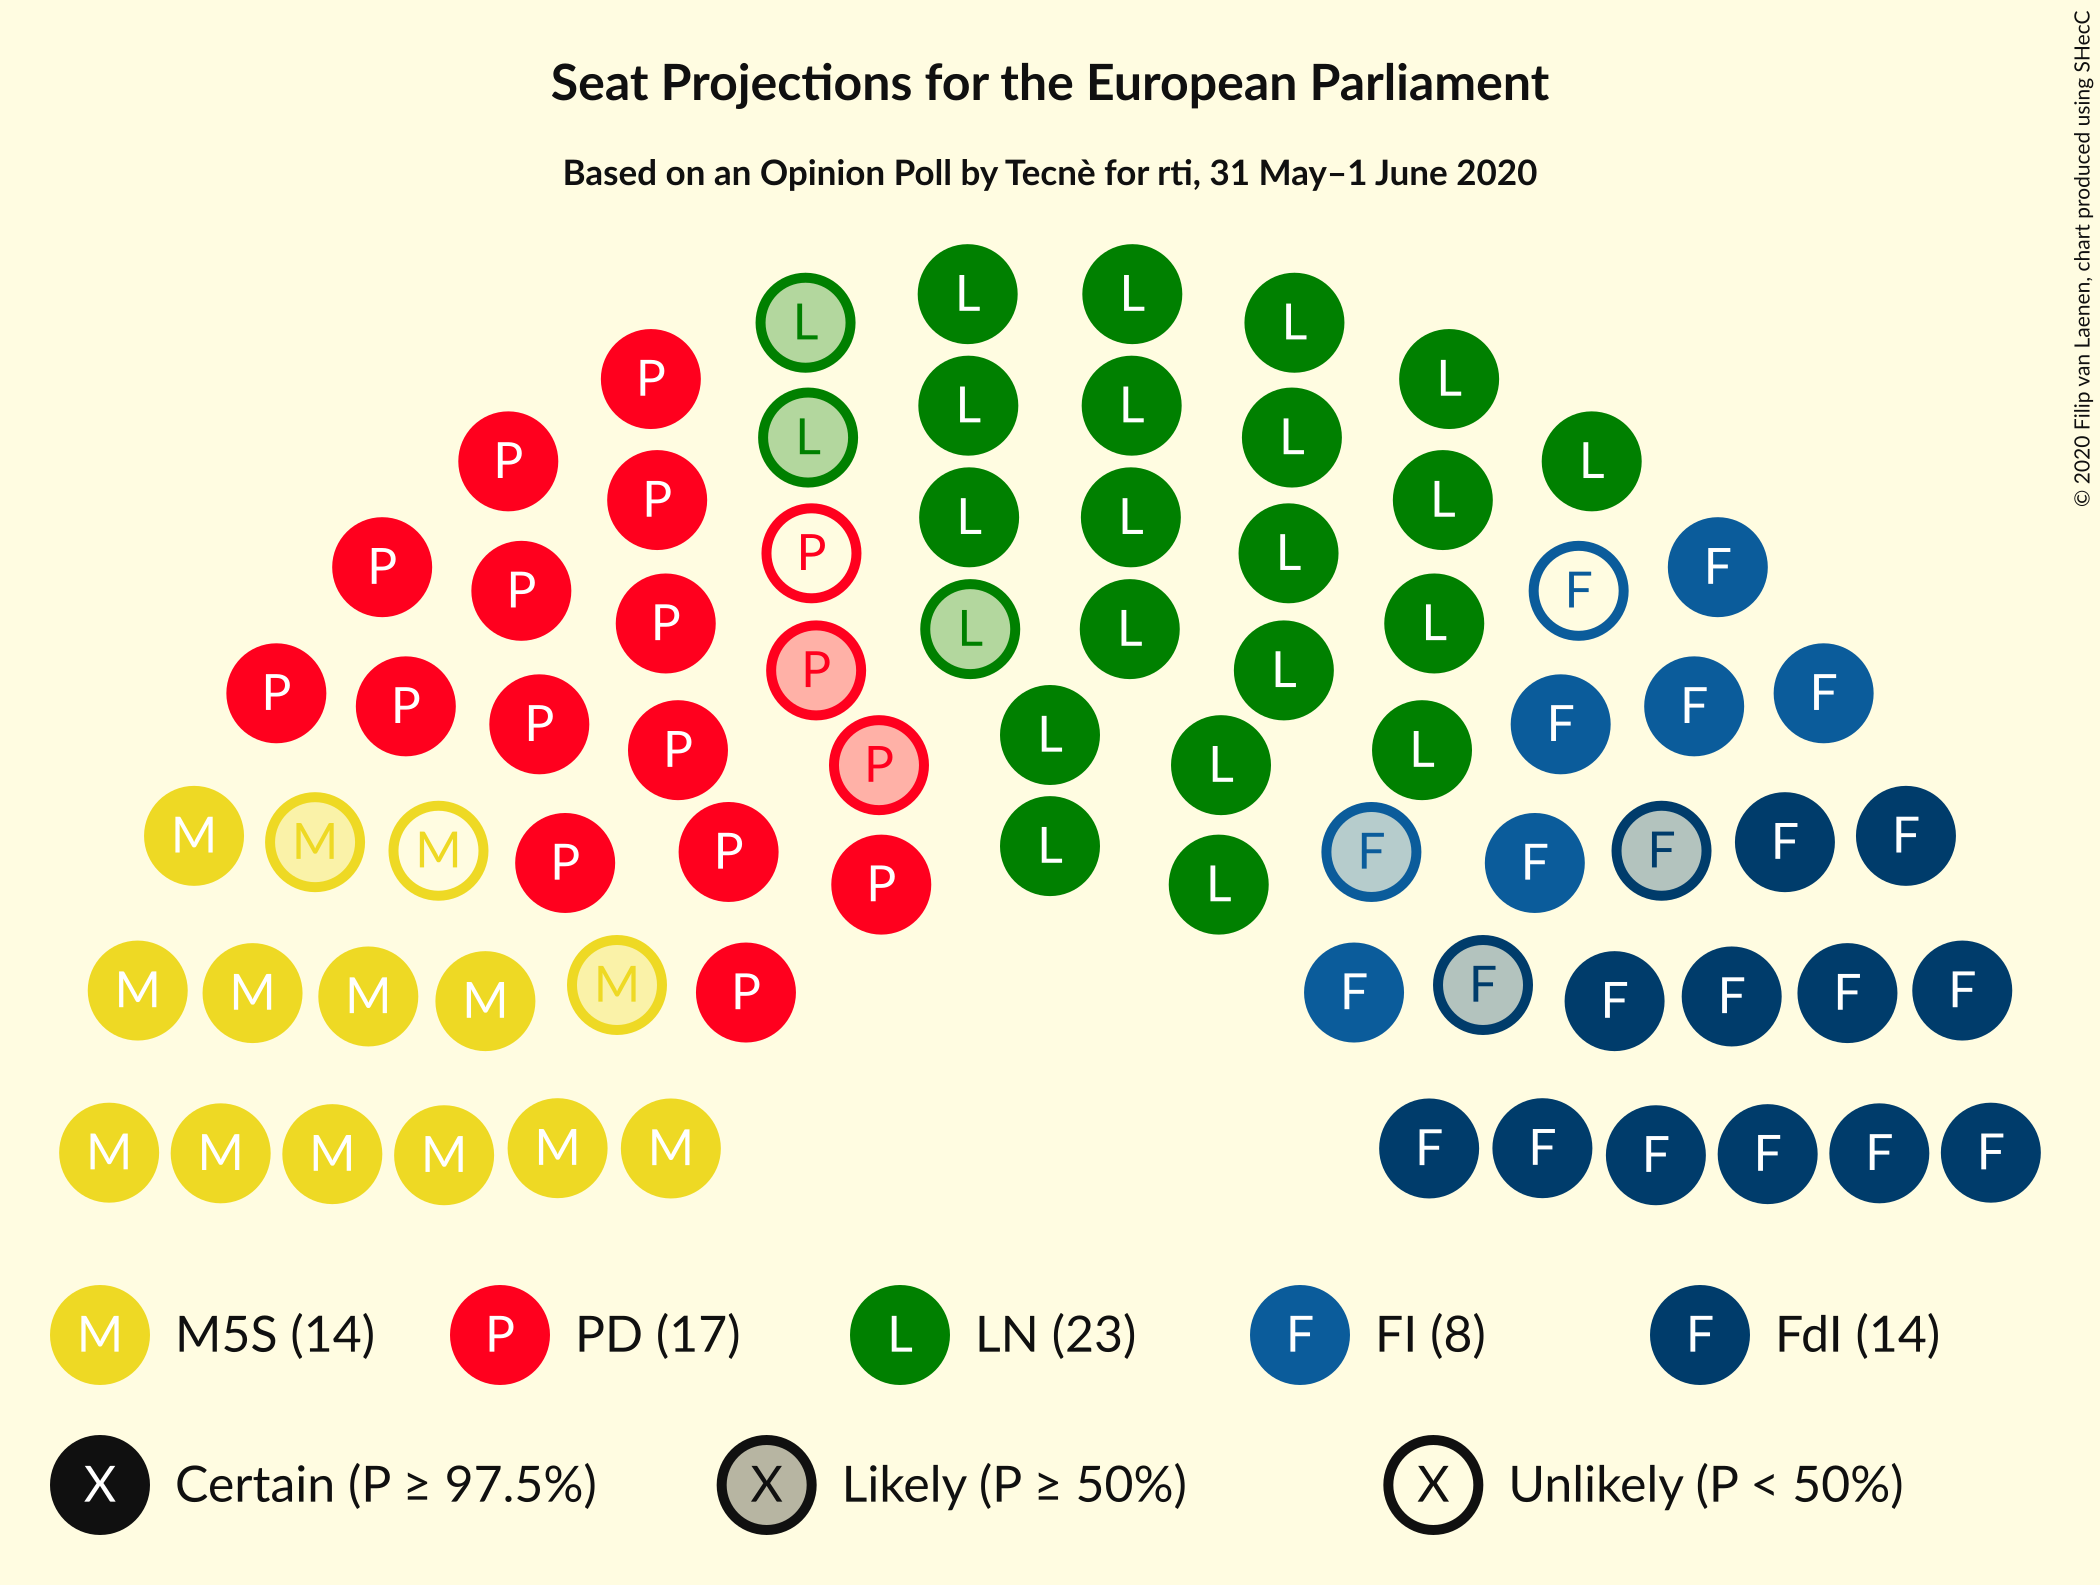 Seat Projections for the European Parliament
Based on an Opinion Poll by Tecnè for rti, 31 May–1 June 2020
© 2020 Filip van Laenen, chart produced using SHecC
L L L L
P L L
P L L L L P L
P P L L
P P L L L F F
P P L L L
P P L L P L F F
P P P L L L F F
M M M P P P L L F F F F F
M M M M M P L F F F F F F
M M M M M M F F F F F F
M M5S (14) P PD (17) L LN (23) F FI (8) F FdI (14)
X Certain (P ≥ 97.5%) X Likely (P ≥ 50%) X Unlikely (P < 50%)